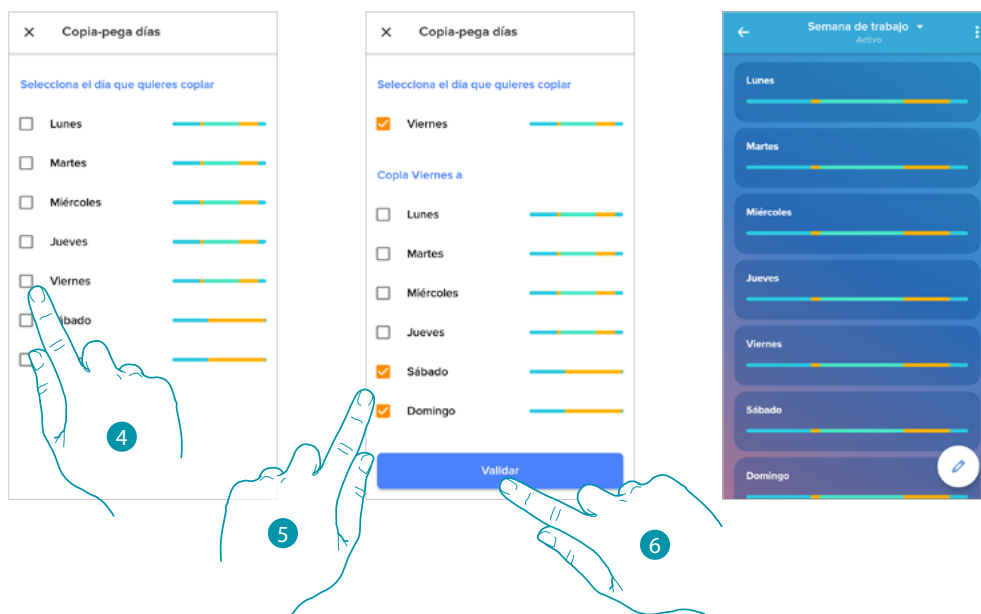 Copia-pega días
Selecciona el día que quieres copiar
Lunes
Martes
Miércoles
Jueves
Viernes
bado
4
Copia-pega días
Selecciona el día que quieres copiar
Viernes
Copia Viernes a
Lunes
Martes
Miércoles
Jueves
Sábado
Domingo
Validar
5
6
Semana de trabajo
Activo
Lunes
Martes
Miércoles
Jueves
Viernes
Sábado
Domingo